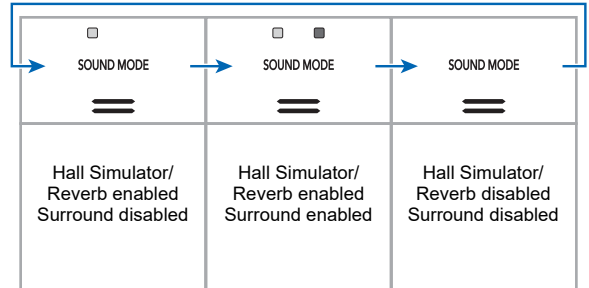 SOUND MODE
SOUND MODE
SOUND MODE
Hall Simulator/
Reverb enabled
Surround disabled
Hall Simulator/
Reverb enabled
Surround enabled
Hall Simulator/
Reverb disabled
Surround disabled